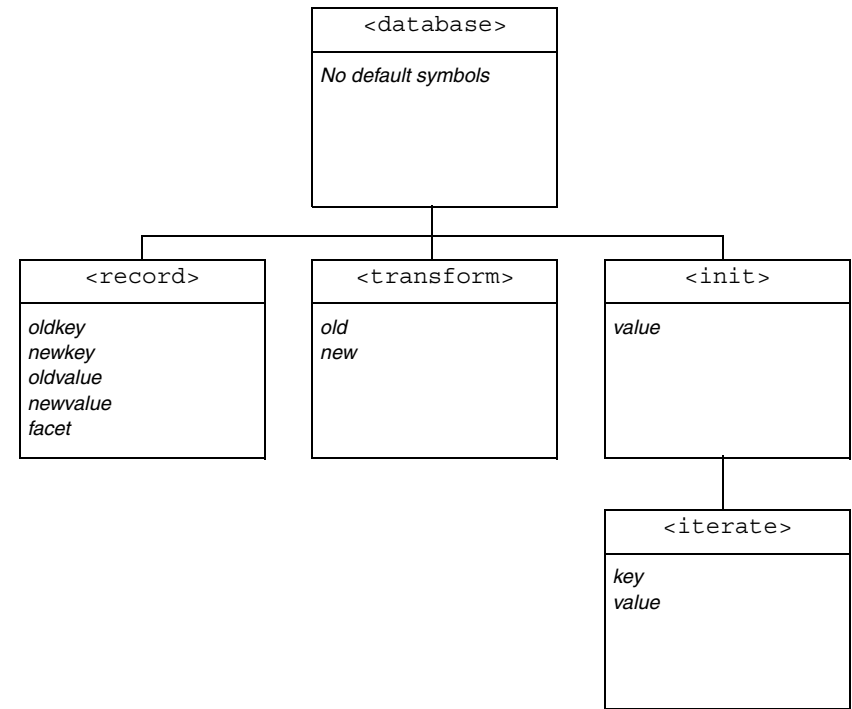 <database>
No default symbols
<record>
oldkey
newkey
oldvalue
newvalue
facet
<transform>
old
new
<init>
value
<iterate>
key
value